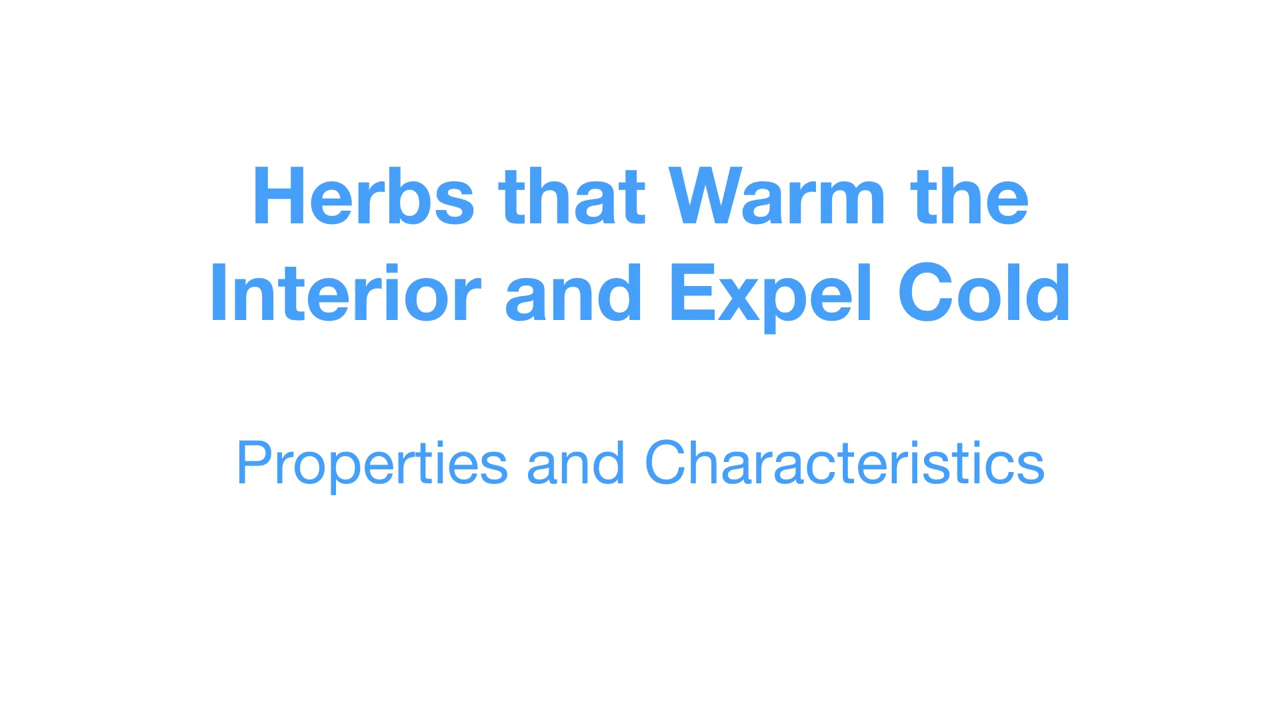 Herbs that Warm the
Interior and Expel Cold
Properties and Characteristics